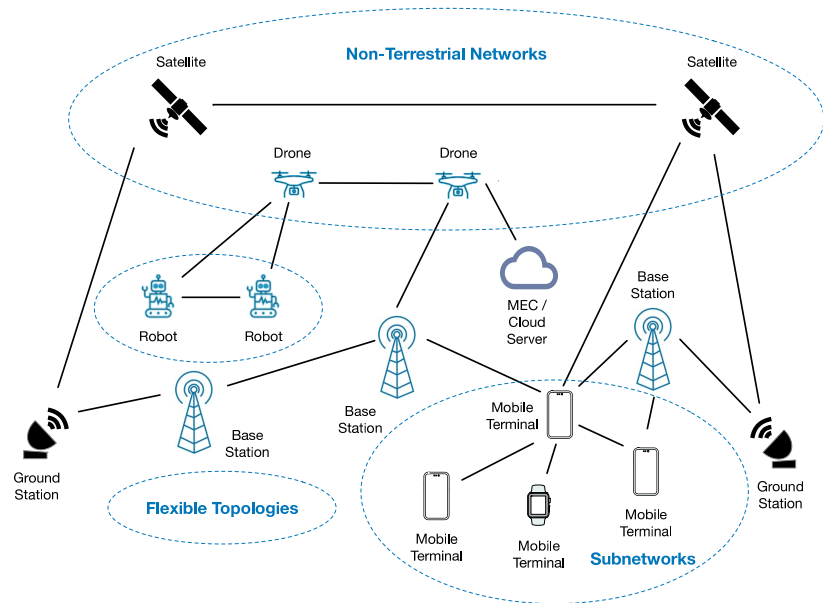 Non-Terrestrial Networks
Satellite
Satellite
Drone
Drone
MEC /
Cloud
Server
Base
Station
Robot
Robot
Base
Station
Mobile
Terminal
Base
Station
Ground
Station
Ground
Station
Flexible Topologies
Mobile
Terminal
Mobile
Terminal
Mobile
Terminal
Subnetworks